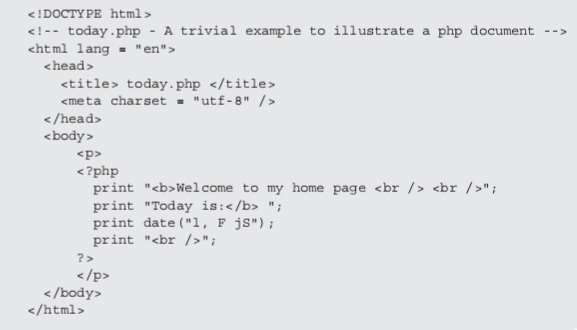 <!DOCTYPE html>
<!-- today.php - A trivial example to illustrate a php document -->
<html lang = "en">
<head>
<title> today.php </title>
<meta charset = "utf-8" />
</head>
<body>
<p>
<?php
print "<b>Welcome to my home page <br /> <br />";
print "Today is:</b> ";
print date("l, F jS");
print "<br />";
?>
</p>
</body>
</html>